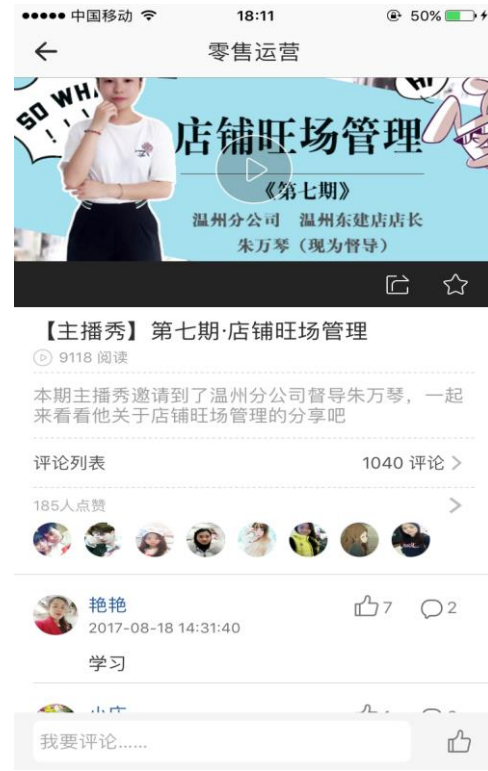 中国移动
18:11
50%
零售运营
SO WHA
!!!
店铺旺场管理
《第七期》
温州分公司 温州东建店店长
朱万琴（现为督导）
【主播秀】第七期·店铺旺场管理
9118 阅读
本期主播秀邀请到了温州分公司督导朱万琴，一起
来看看他关于店铺旺场管理的分享吧
评论列表
1040 评论
185人点赞
艳艳
7
2
2017-08-18 14:31:40
学习
我要评论......